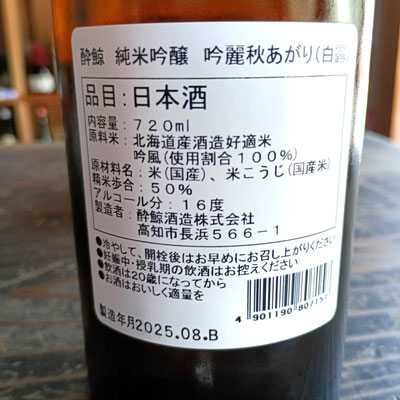 酔鯨 純米吟醸 吟麗秋あがり(白露
品目:日本酒
内容量:720ml
原料米:北海道産酒造好適米
吟風(使用割合100%)
原材料名:米(国産)、米こうじ(国産米)
精米歩合:50%
アルコール分:16度
製造者:酔鯨酒造株式会社
高知市長浜566-1
●冷やして、開栓後はお早めにお召し上がりください
●妊娠中・授乳期の飲酒はお控えください
●飲酒は20歳になってから
●お酒はおいしく適量を
製造年月2025.08.B
4 901190 80715